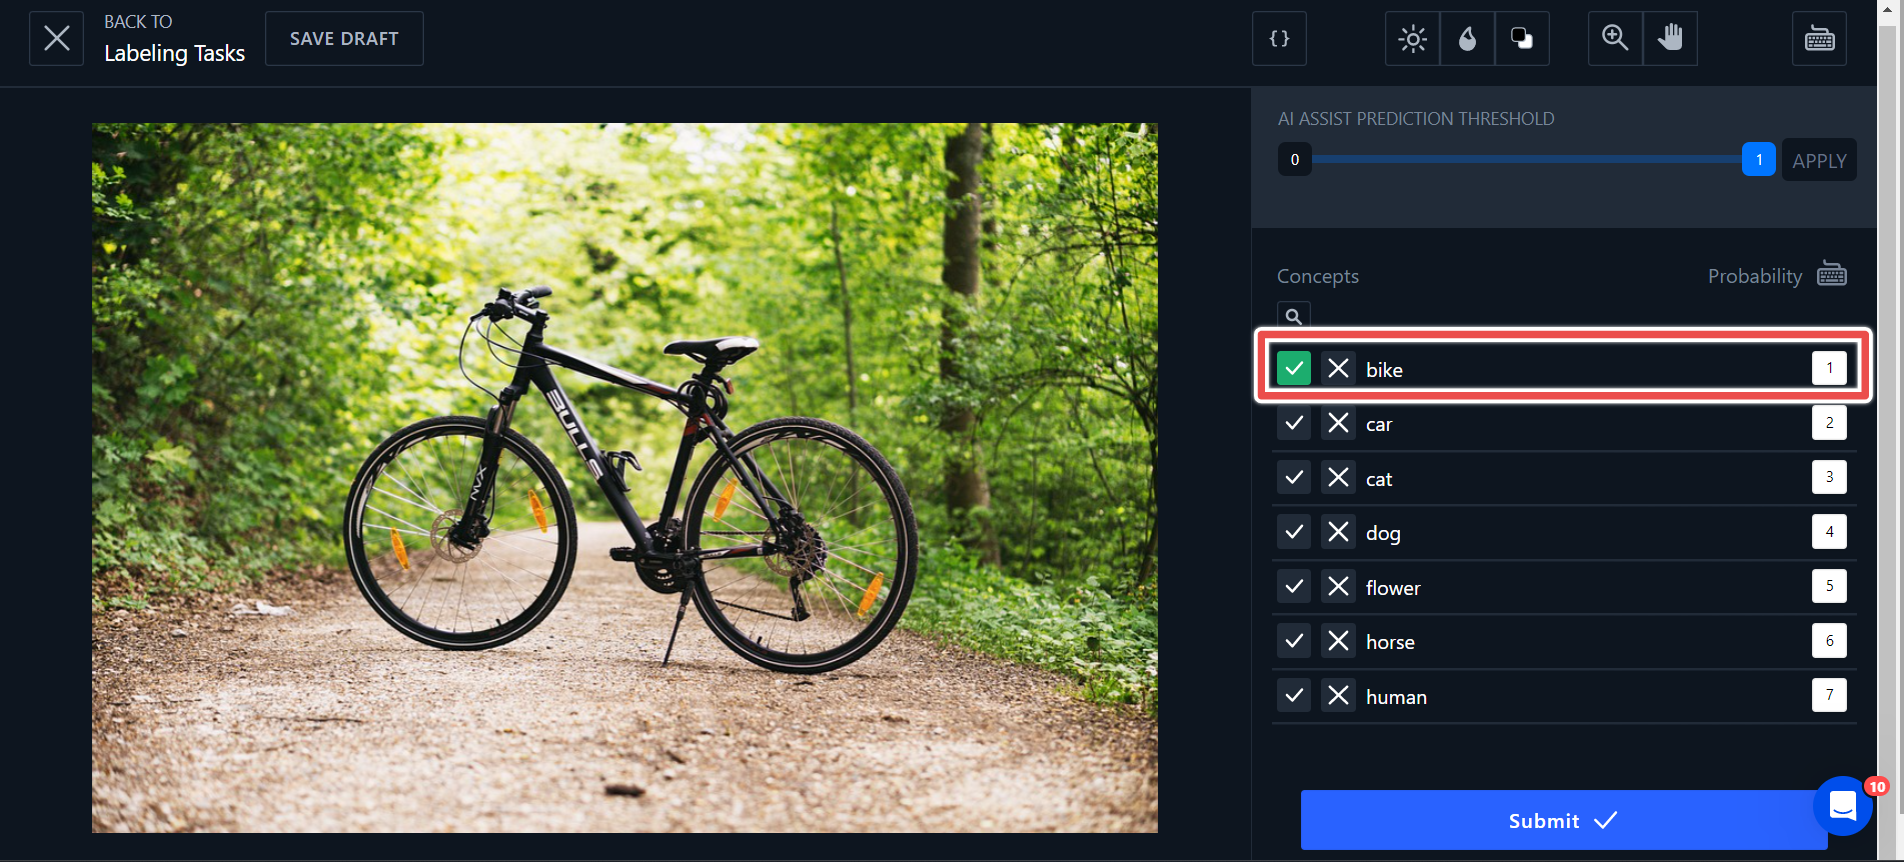 BACK TO
Labeling Tasks
SAVE DRAFT
{ }
AI ASSIST PREDICTION THRESHOLD
0
1
APPLY
Concepts
Probability
bike
1
car
2
cat
3
dog
4
flower
5
horse
6
human
7
BULLS
Submit
10